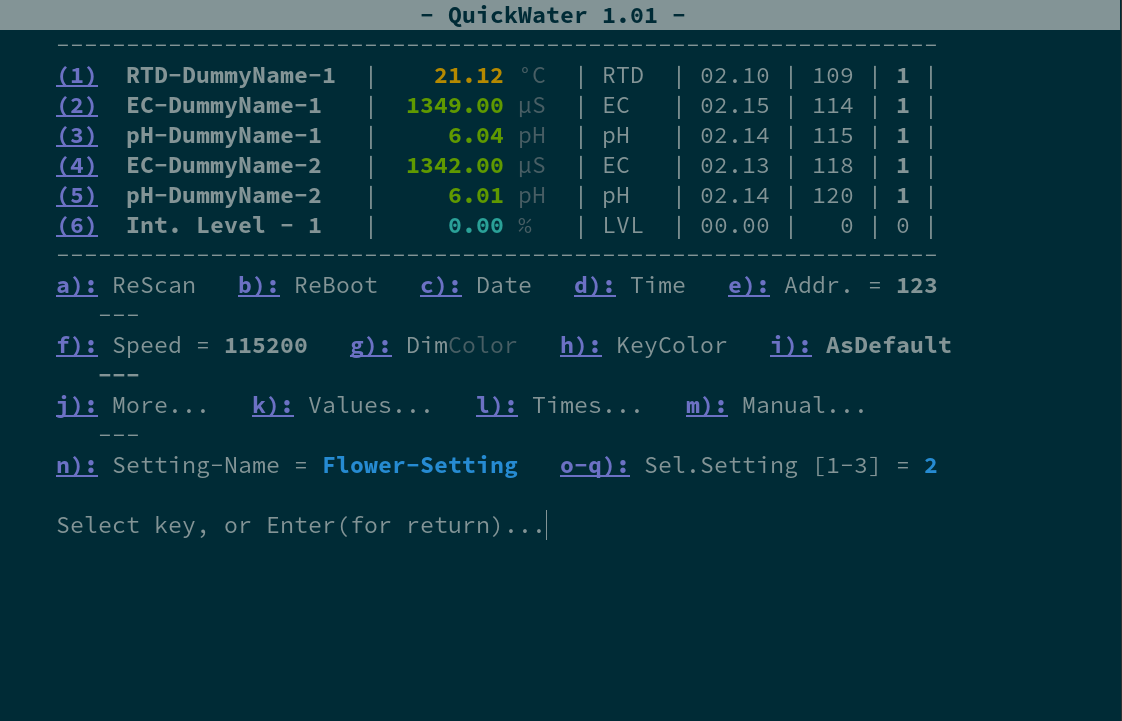 - QuickWater 1.01 -
---------------------------------------------------------------
(1)  RTD-DummyName-1  |    21.12 °C  | RTD  | 02.10 | 109 | 1 |
(2)  EC-DummyName-1   |  1349.00 µS  | EC   | 02.15 | 114 | 1 |
(3)  pH-DummyName-1   |     6.04 pH  | pH   | 02.14 | 115 | 1 |
(4)  EC-DummyName-2   |  1342.00 µS  | EC   | 02.13 | 118 | 1 |
(5)  pH-DummyName-2   |     6.01 pH  | pH   | 02.14 | 120 | 1 |
(6)  Int. Level - 1   |     0.00 %   | LVL  | 00.00 |   0 | 0 |
---------------------------------------------------------------
a): ReScan   b): ReBoot   c): Date   d): Time   e): Addr. = 123
---
f): Speed = 115200   g): DimColor   h): KeyColor   i): AsDefault
---
j): More...   k): Values...   l): Times...   m): Manual...
---
n): Setting-Name = Flower-Setting   o-q): Sel.Setting [1-3] = 2
Select key, or Enter(for return)...